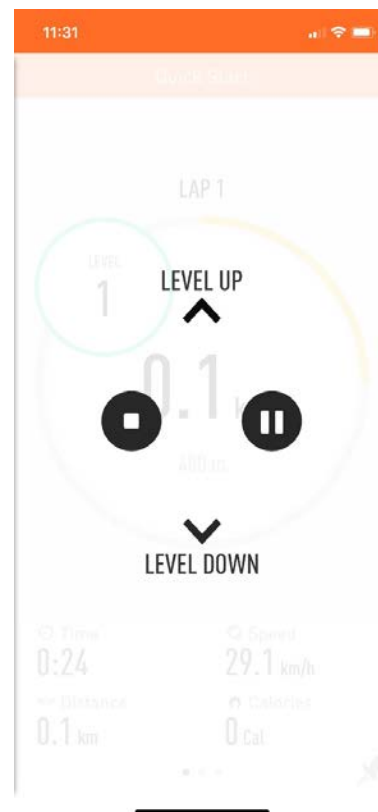 11:31
Quick Start
LAP 1
LEVEL
1
LEVEL UP
0.1
400 m
LEVEL DOWN
Time
Speed
0:24
29.1 km/h
Distance
Calories
0.1 km
0 Cal